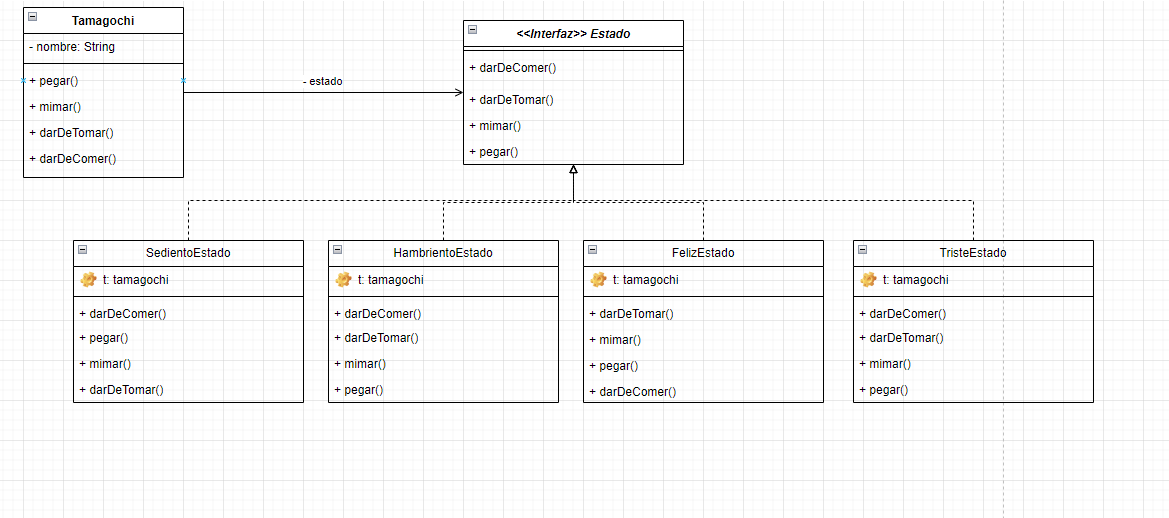 Tamagochi
- nombre: String
+ pegar()
+ mimar()
+ darDeTomar()
+ darDeComer()
- estado
<<Interfaz>> Estado
+ darDeComer()
+ darDeTomar()
+ mimar()
+ pegar()
SedientoEstado
t: tamagochi
+ darDeComer()
+ pegar()
+ mimar()
+ darDeTomar()
HambrientoEstado
t: tamagochi
+ darDeComer()
+ darDeTomar()
+ mimar()
+ pegar()
FelizEstado
t: tamagochi
+ darDeTomar()
+ mimar()
+ pegar()
+ darDeComer()
TristeEstado
t: tamagochi
+ darDeComer()
+ darDeTomar()
+ mimar()
+ pegar()